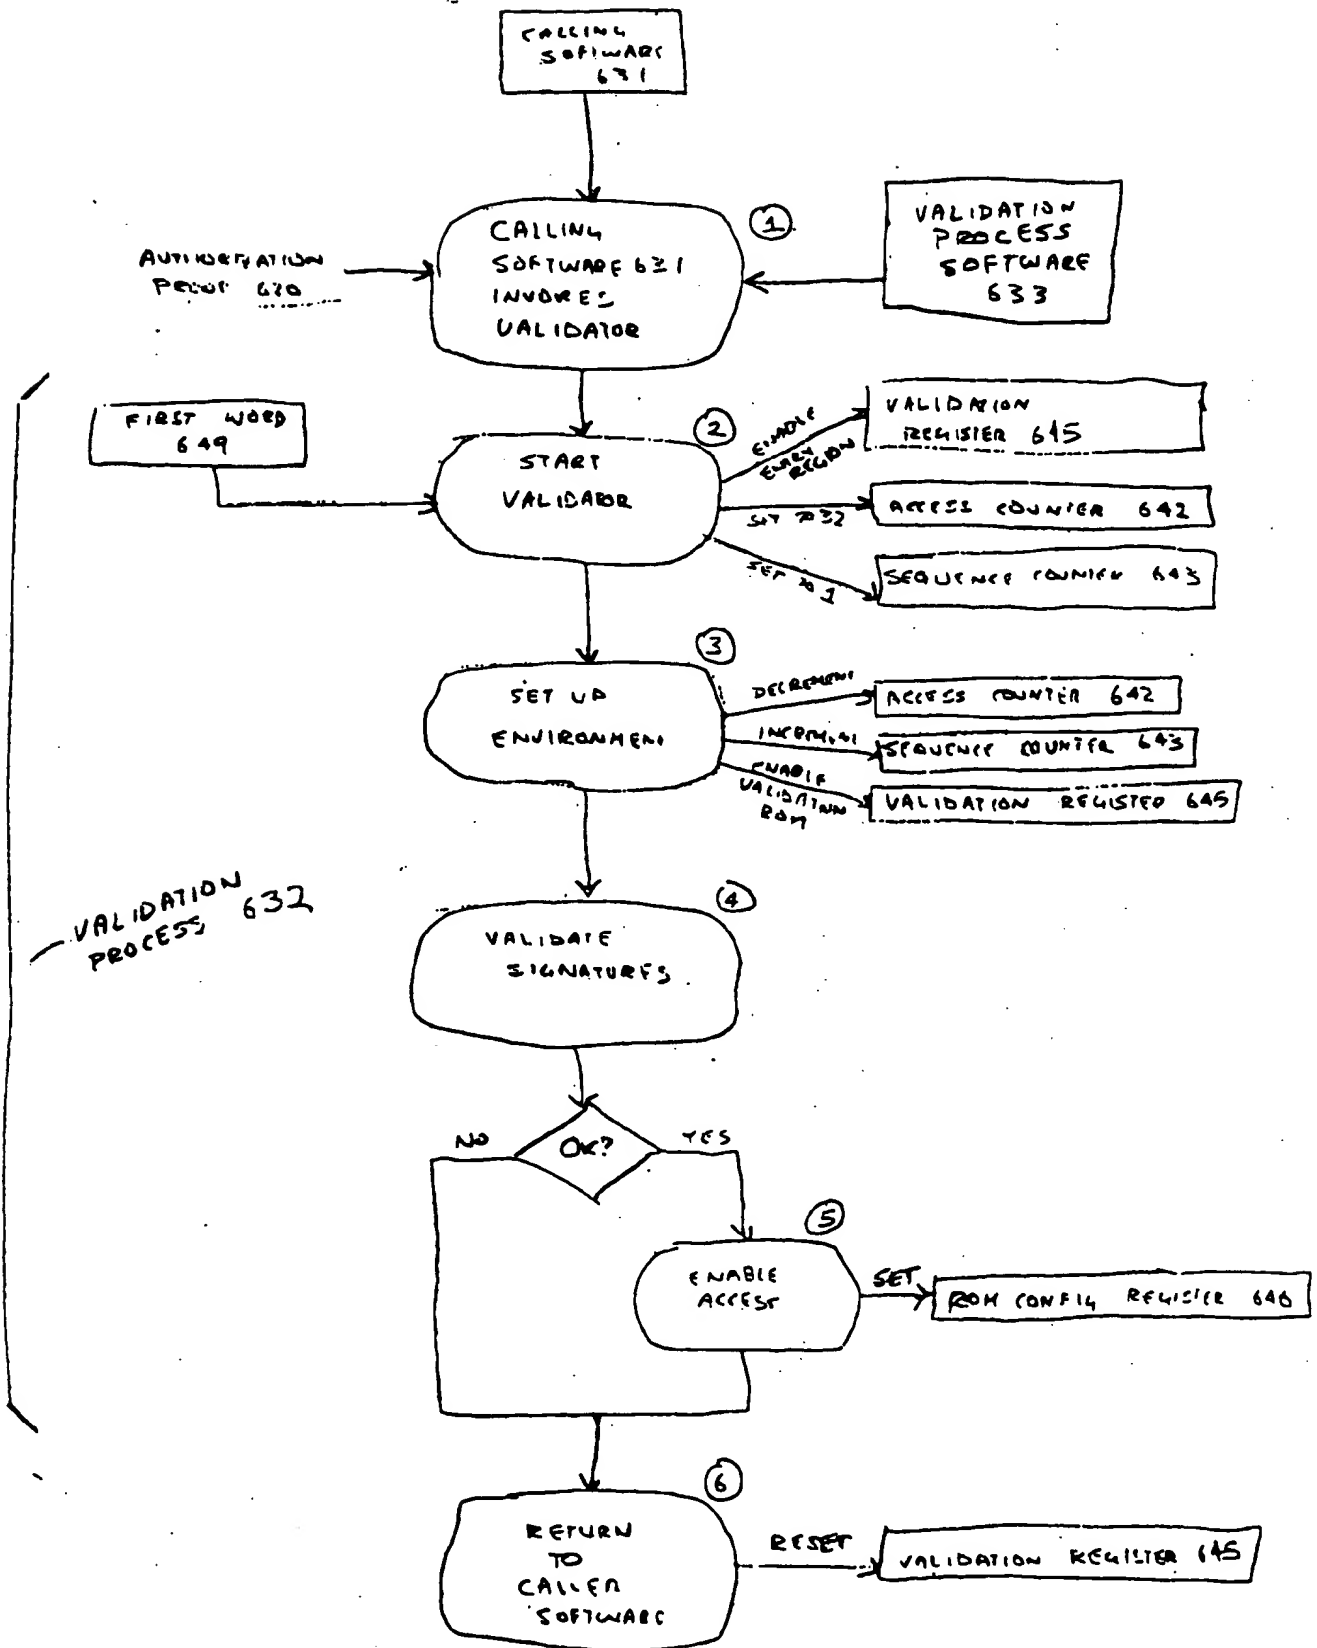 CALLING
SOFTWARE
631
CALLING
SOFTWARE 631
INVOKES
VALIDATOR
1
AUTHORIZATION
PROOF 630
VALIDATION
PROCESS
SOFTWARE
633
FIRST WORD
649
START
VALIDATOR
2
ENABLE
ENTRY REGION
VALIDATION
REGISTER 645
SET TO 32
ACCESS COUNTER 642
SET TO 1
SEQUENCE COUNTER 643
SET UP
ENVIRONMENT
3
DECREMENT
ACCESS COUNTER 642
INCREMENT
SEQUENCE COUNTER 643
ENABLE
VALIDATION
ROM
VALIDATION REGISTER 645
VALIDATION
PROCESS 632
VALIDATE
SIGNATURES
4
NO
OK?
YES
5
ENABLE
ACCESS
SET
ROM CONFIG REGISTER 646
6
RETURN
TO
CALLER
SOFTWARE
RESET
VALIDATION REGISTER 645